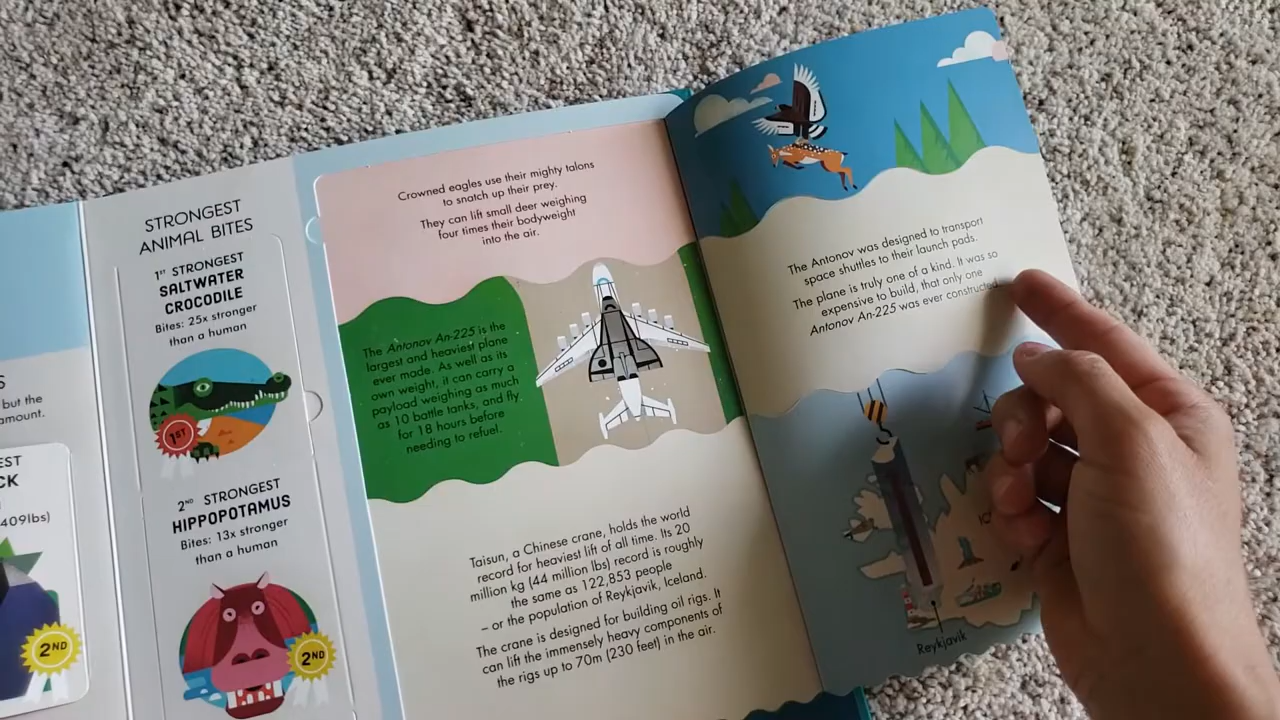 S
but the
amount.
EST
CK
409lbs)
2ND
STRONGEST
ANIMAL BITES
1ST STRONGEST
SALTWATER
CROCODILE
Bites: 25x stronger
than a human
1ST
2ND STRONGEST
HIPPOPOTAMUS
Bites: 13x stronger
than a human
2ND
Crowned eagles use their mighty talons
to snatch up their prey.
They can lift small deer weighing
four times their bodyweight
into the air.
The Antonov An-225 is the
largest and heaviest plane
ever made. As well as its
own weight, it can carry a
payload weighing as much
as 10 battle tanks, and fly
for 18 hours before
needing to refuel.
Taisun, a Chinese crane, holds the world
record for heaviest lift of all time. Its 20
million kg (44 million lbs) record is roughly
the same as 122,853 people
– or the population of Reykjavik, Iceland.
The crane is designed for building oil rigs. It
can lift the immensely heavy components of
the rigs up to 70m (230 feet) in the air.
The Antonov was designed to transport
space shuttles to their launch pads.
The plane is truly one of a kind. It was so
expensive to build, that only one
Antonov An-225 was ever constructed.
Reykjavik